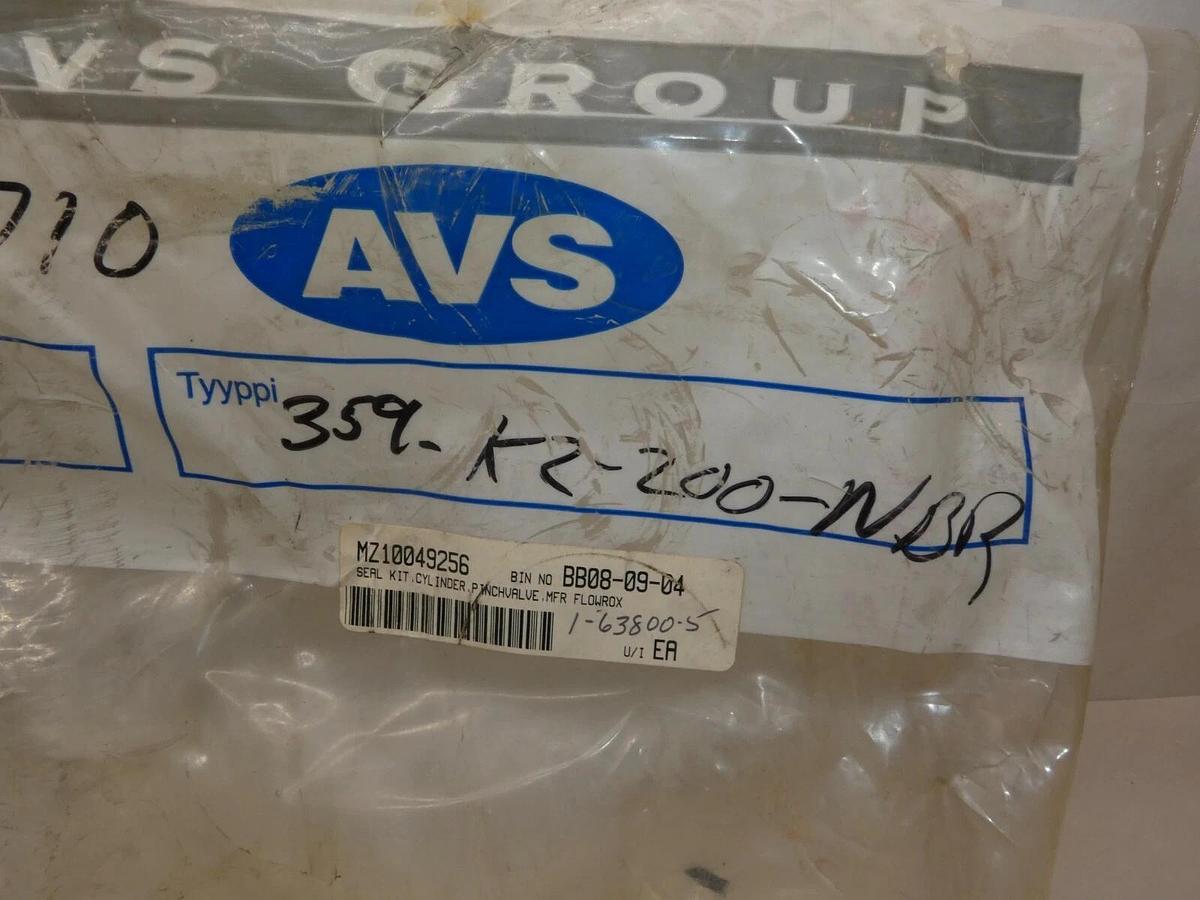 VS GROUP
710
AVS
Tyyppi
359-K2-200-NBR
MZ10049256 BIN NO BB08-09-04
SEAL KIT,CYLINDER,PINCHVALVE,MFR FLOWROX
1-63800-5
U/I EA